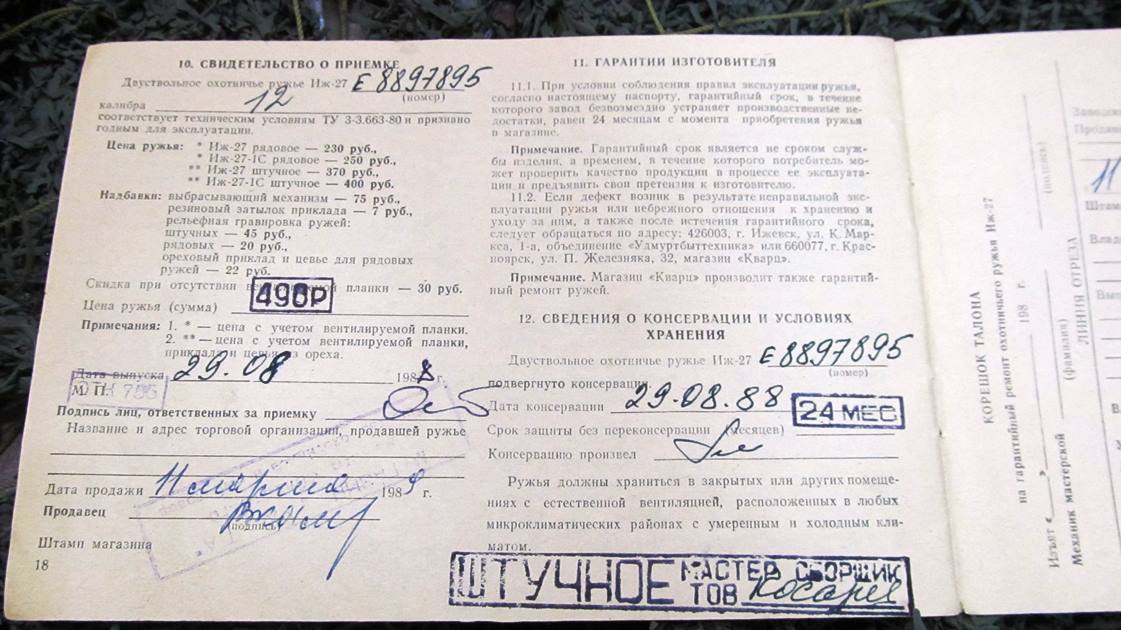 10. СВИДЕТЕЛЬСТВО О ПРИЕМКЕ
Двуствольное охотничье ружье Иж-27 Е8897895
(номер)
калибра 12
соответствует техническим условиям ТУ 3-3.663-80 и признано
годным для эксплуатации.
Цена ружья: * Иж-27 рядовое — 230 руб.,
* Иж-27-1С рядовое — 250 руб.,
** Иж-27 штучное — 370 руб.,
** Иж-27-1С штучное — 400 руб.
Надбавки: выбрасывающий механизм — 75 руб.,
резиновый затылок приклада — 7 руб.,
рельефная гравировка ружей:
штучных — 45 руб.,
рядовых — 20 руб.,
ореховый приклад и цевье для рядовых
ружей — 22 руб.
Скидка при отсутствии вентилируемой планки — 30 руб.
Цена ружья (сумма) 490Р
Примечания: 1. * — цена с учетом вентилируемой планки.
2. ** — цена с учетом вентилируемой планки,
приклада и цевья из ореха.
Дата выпуска 29.08 1988 г.
М. П. ОТК 795
Подпись лиц, ответственных за приемку
Название и адрес торговой организации, продавшей ружье
Дата продажи 11 марта 1989 г.
Продавец
(подпись)
Штамп магазина
18
11. ГАРАНТИИ ИЗГОТОВИТЕЛЯ
11.1. При условии соблюдения правил эксплуатации ружья,
согласно настоящему паспорту, гарантийный срок, в течение
которого завод безвозмездно устраняет производственные не-
достатки, равен 24 месяцам с момента приобретения ружья
в магазине.
Примечание. Гарантийный срок является не сроком служ-
бы изделия, а временем, в течение которого потребитель мо-
жет проверить качество продукции в процессе ее эксплуата-
ции и предъявить свои претензии к изготовителю.
11.2. Если дефект возник в результате неправильной экс-
плуатации ружья или небрежного отношения к хранению и
уходу за ним, а также после истечения гарантийного срока,
следует обращаться по адресу: 426003, г. Ижевск, ул. К. Мар-
кса, 1-а, объединение «Удмуртбыттехника» или 660077, г. Крас-
ноярск, ул. П. Железняка, 32, магазин «Кварц».
Примечание. Магазин «Кварц» производит также гарантий-
ный ремонт ружей.
12. СВЕДЕНИЯ О КОНСЕРВАЦИИ И УСЛОВИЯХ
ХРАНЕНИЯ
Двуствольное охотничье ружье Иж-27 Е8897895
(номер)
подвергнуто консервации.
Дата консервации 29.08.88
Срок защиты без переконсервации (месяцев) 24 МЕС
Консервацию произвел
Ружья должны храниться в закрытых или других помеще-
ниях с естественной вентиляцией, расположенных в любых
микроклиматических районах с умеренным и холодным кли-
матом.
ШТУЧНОЕ МАСТЕР СБОРЩИК
ТОВ Косарев
КОРЕШОК ТАЛОНА
на гарантийный ремонт охотничьего ружья Иж-27
Изъят « » 198 г.
Механик мастерской
(фамилия)
(подпись)
ЛИНИЯ ОТРЕЗА
11